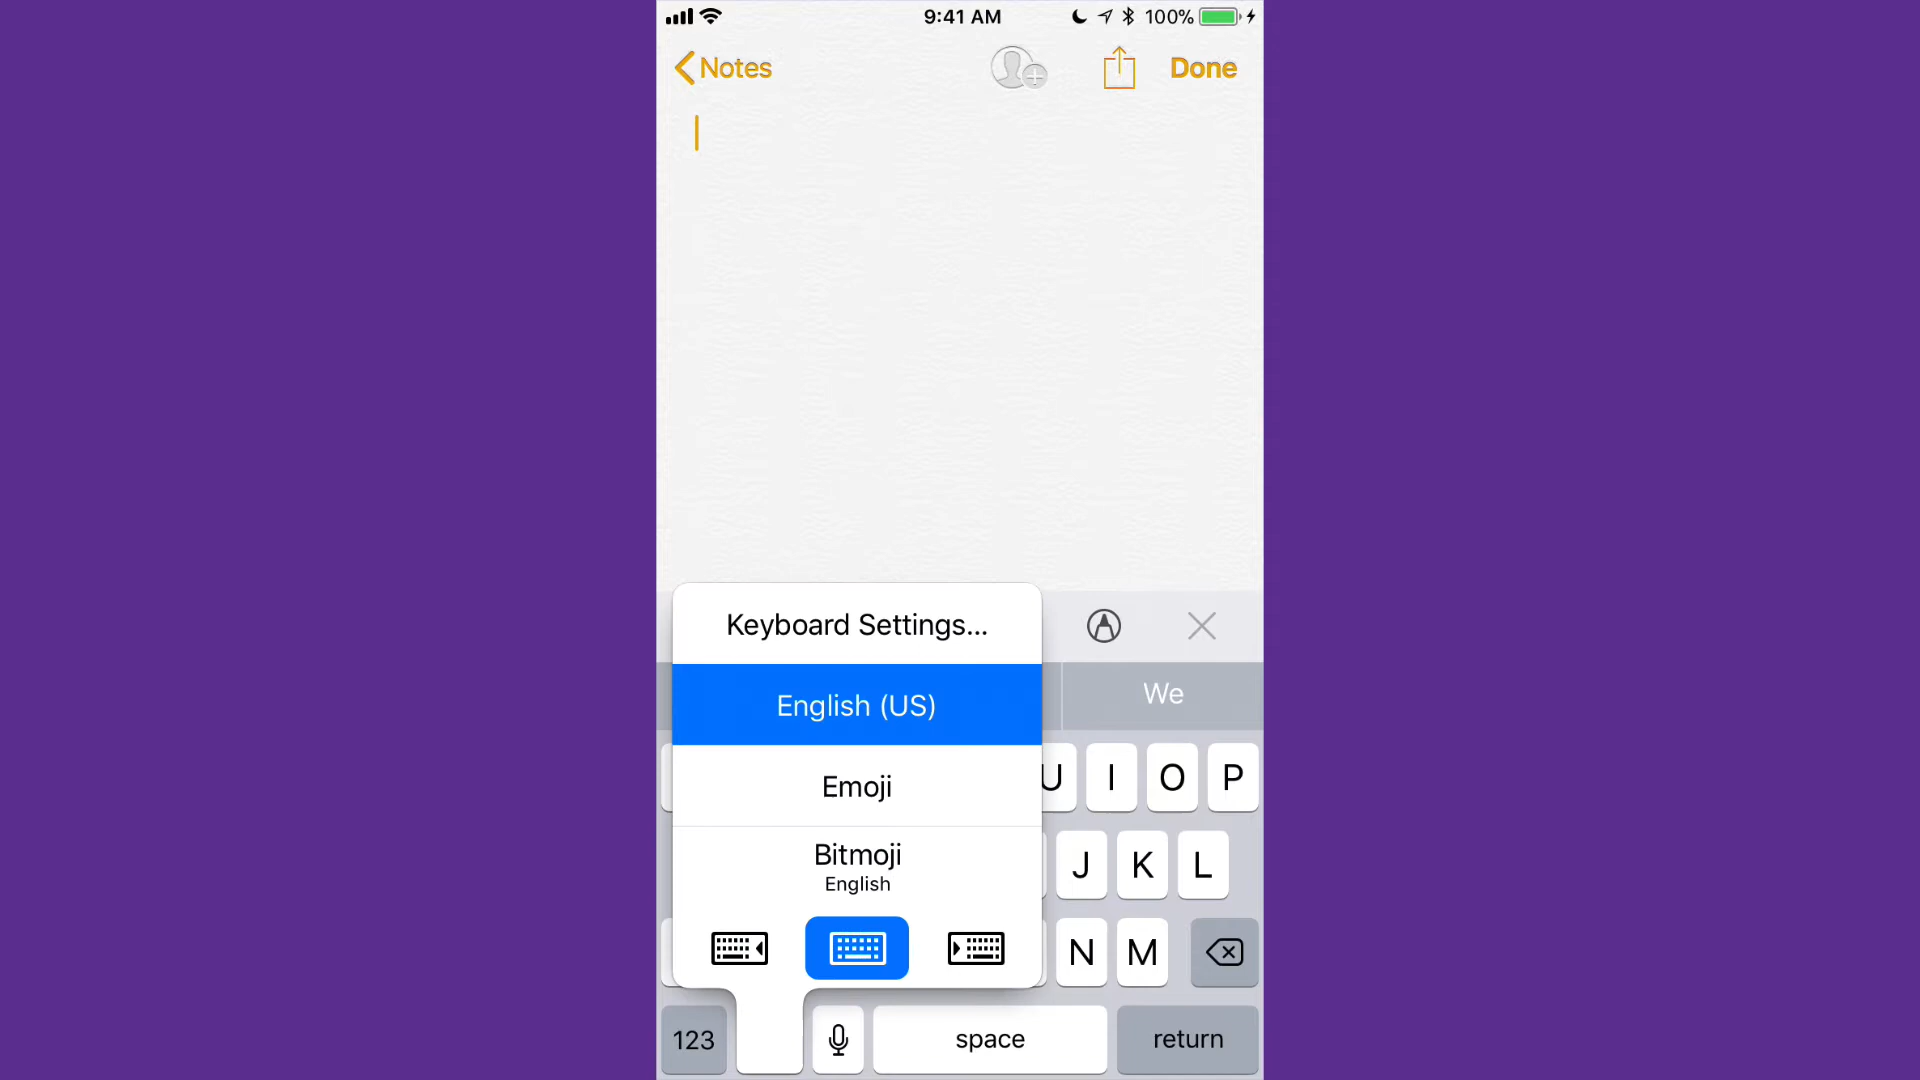 9:41 AM
100%
Notes
Done
Keyboard Settings...
English (US)
We
Emoji
U I O P
Bitmoji
English
J K L
N M
123
space
return